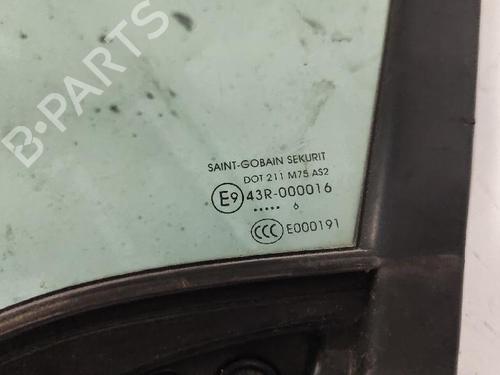 B-PARTS
SAINT-GOBAIN SEKURIT
DOT 211 M75 AS2
E9 43R-000016
..... 6
CCC E000191